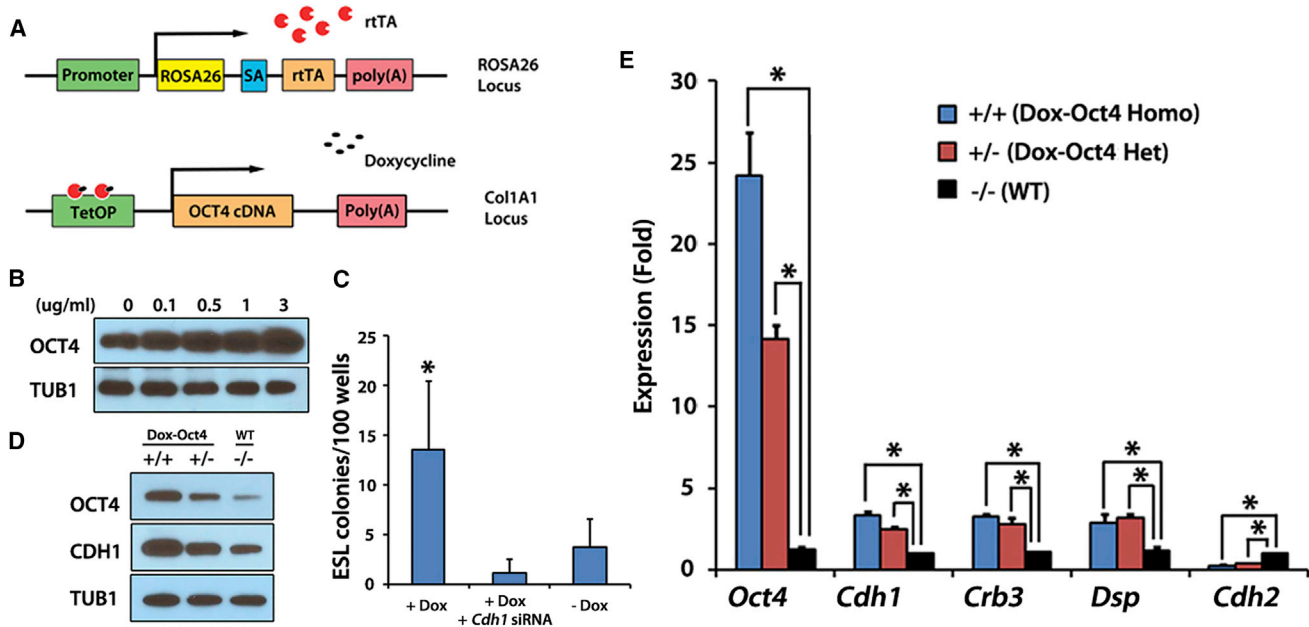 A
rtTA
Promoter ROSA26 SA rtTA poly(A)
ROSA26
Locus
Doxycycline
TetOP OCT4 cDNA Poly(A)
Col1A1
Locus
B
(ug/ml) 0 0.1 0.5 1 3
OCT4
TUB1
C
ESL colonies/100 wells
25
20
15
10
5
0
*
+ Dox
+ Dox
+ Cdh1 siRNA
- Dox
D
Dox-Oct4 WT
+/+ +/- -/-
OCT4
CDH1
TUB1
E
Expression (Fold)
30
25
20
15
10
5
0
+/+ (Dox-Oct4 Homo)
+/- (Dox-Oct4 Het)
-/- (WT)
* *
* *
* *
* *
* *
Oct4 Cdh1 Crb3 Dsp Cdh2